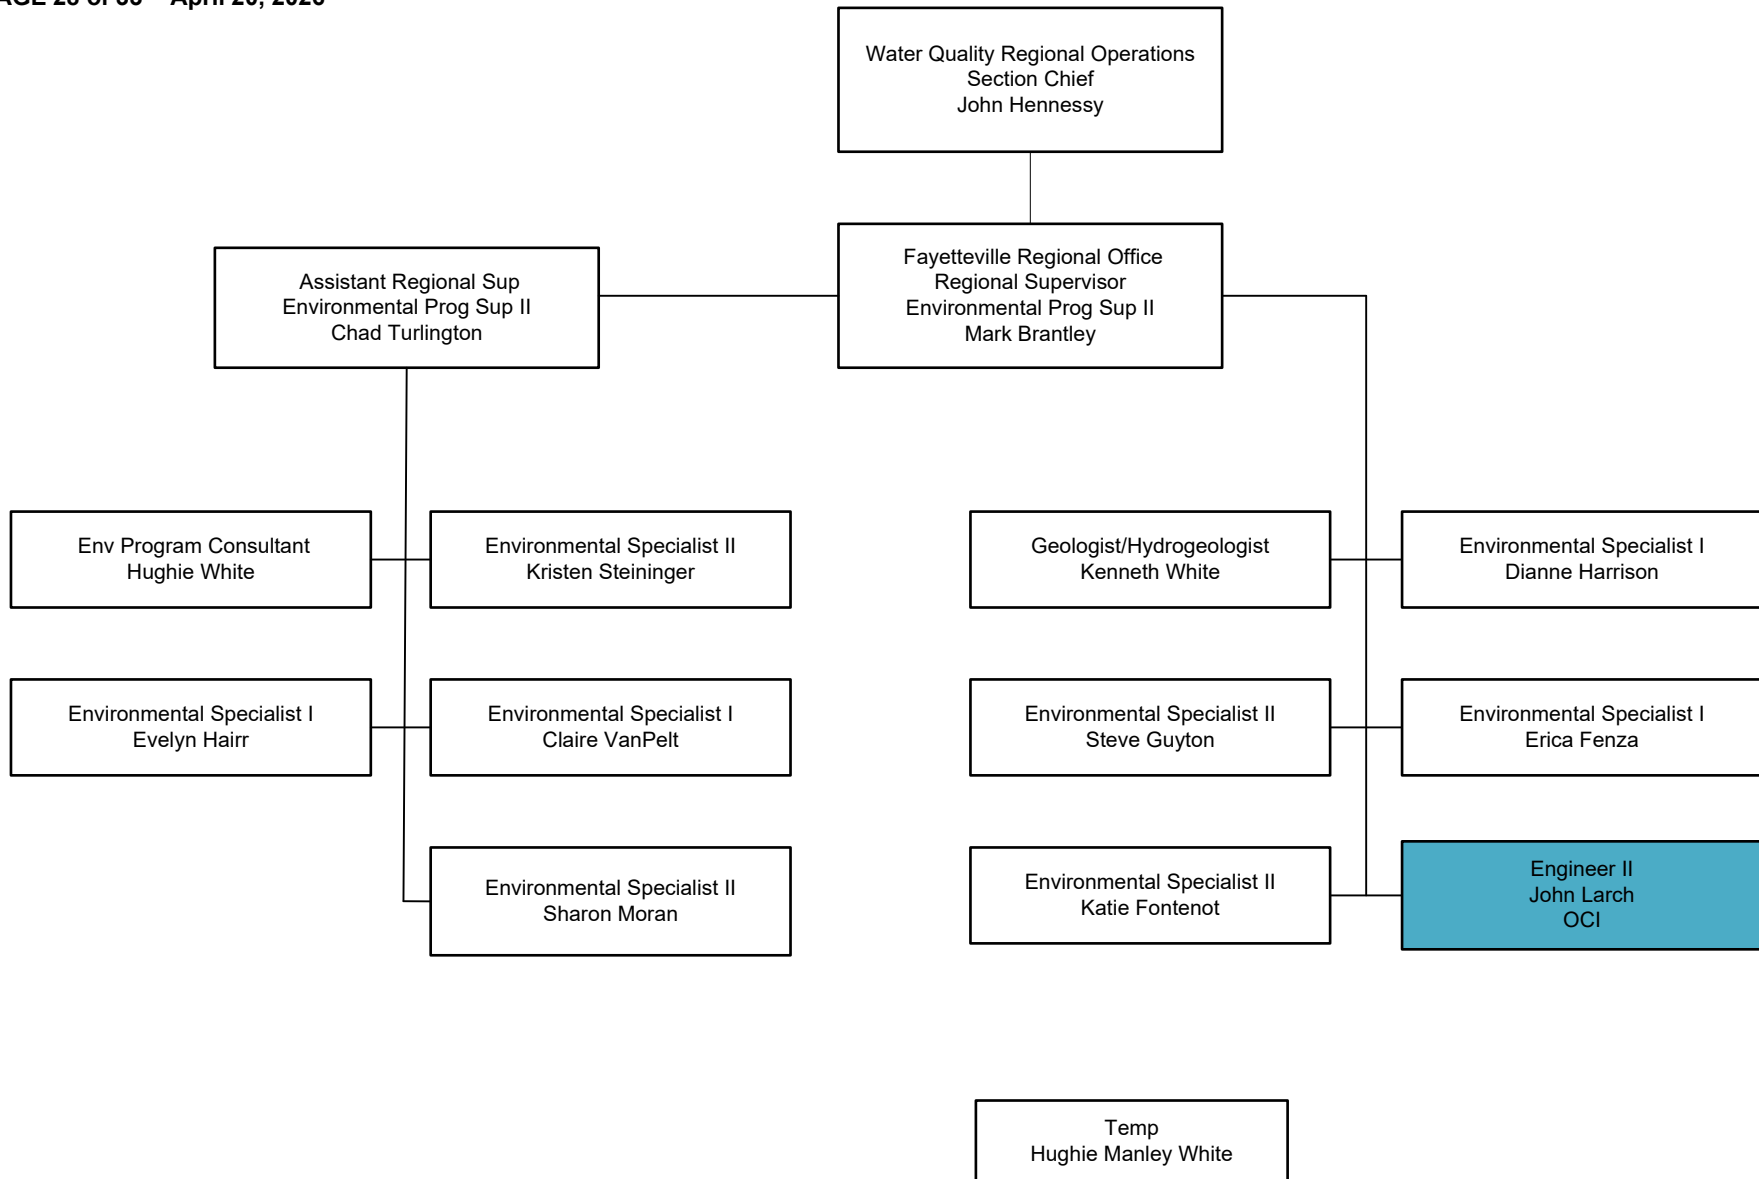 April 20, 2026
Water Quality Regional Operations
Section Chief
John Hennessy
Assistant Regional Sup
Environmental Prog Sup II
Chad Turlington
Fayetteville Regional Office
Regional Supervisor
Environmental Prog Sup II
Mark Brantley
Env Program Consultant
Hughie White
Environmental Specialist II
Kristen Steininger
Geologist/Hydrogeologist
Kenneth White
Environmental Specialist I
Dianne Harrison
Environmental Specialist I
Evelyn Hairr
Environmental Specialist I
Claire VanPelt
Environmental Specialist II
Steve Guyton
Environmental Specialist I
Erica Fenza
Environmental Specialist II
Sharon Moran
Environmental Specialist II
Katie Fontenot
Engineer II
John Larch
OCI
Temp
Hughie Manley White